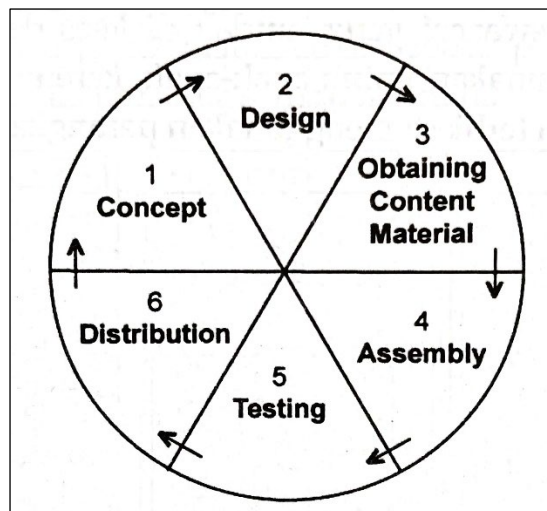 1
Concept
2
Design
3
Obtaining
Content
Material
4
Assembly
5
Testing
6
Distribution